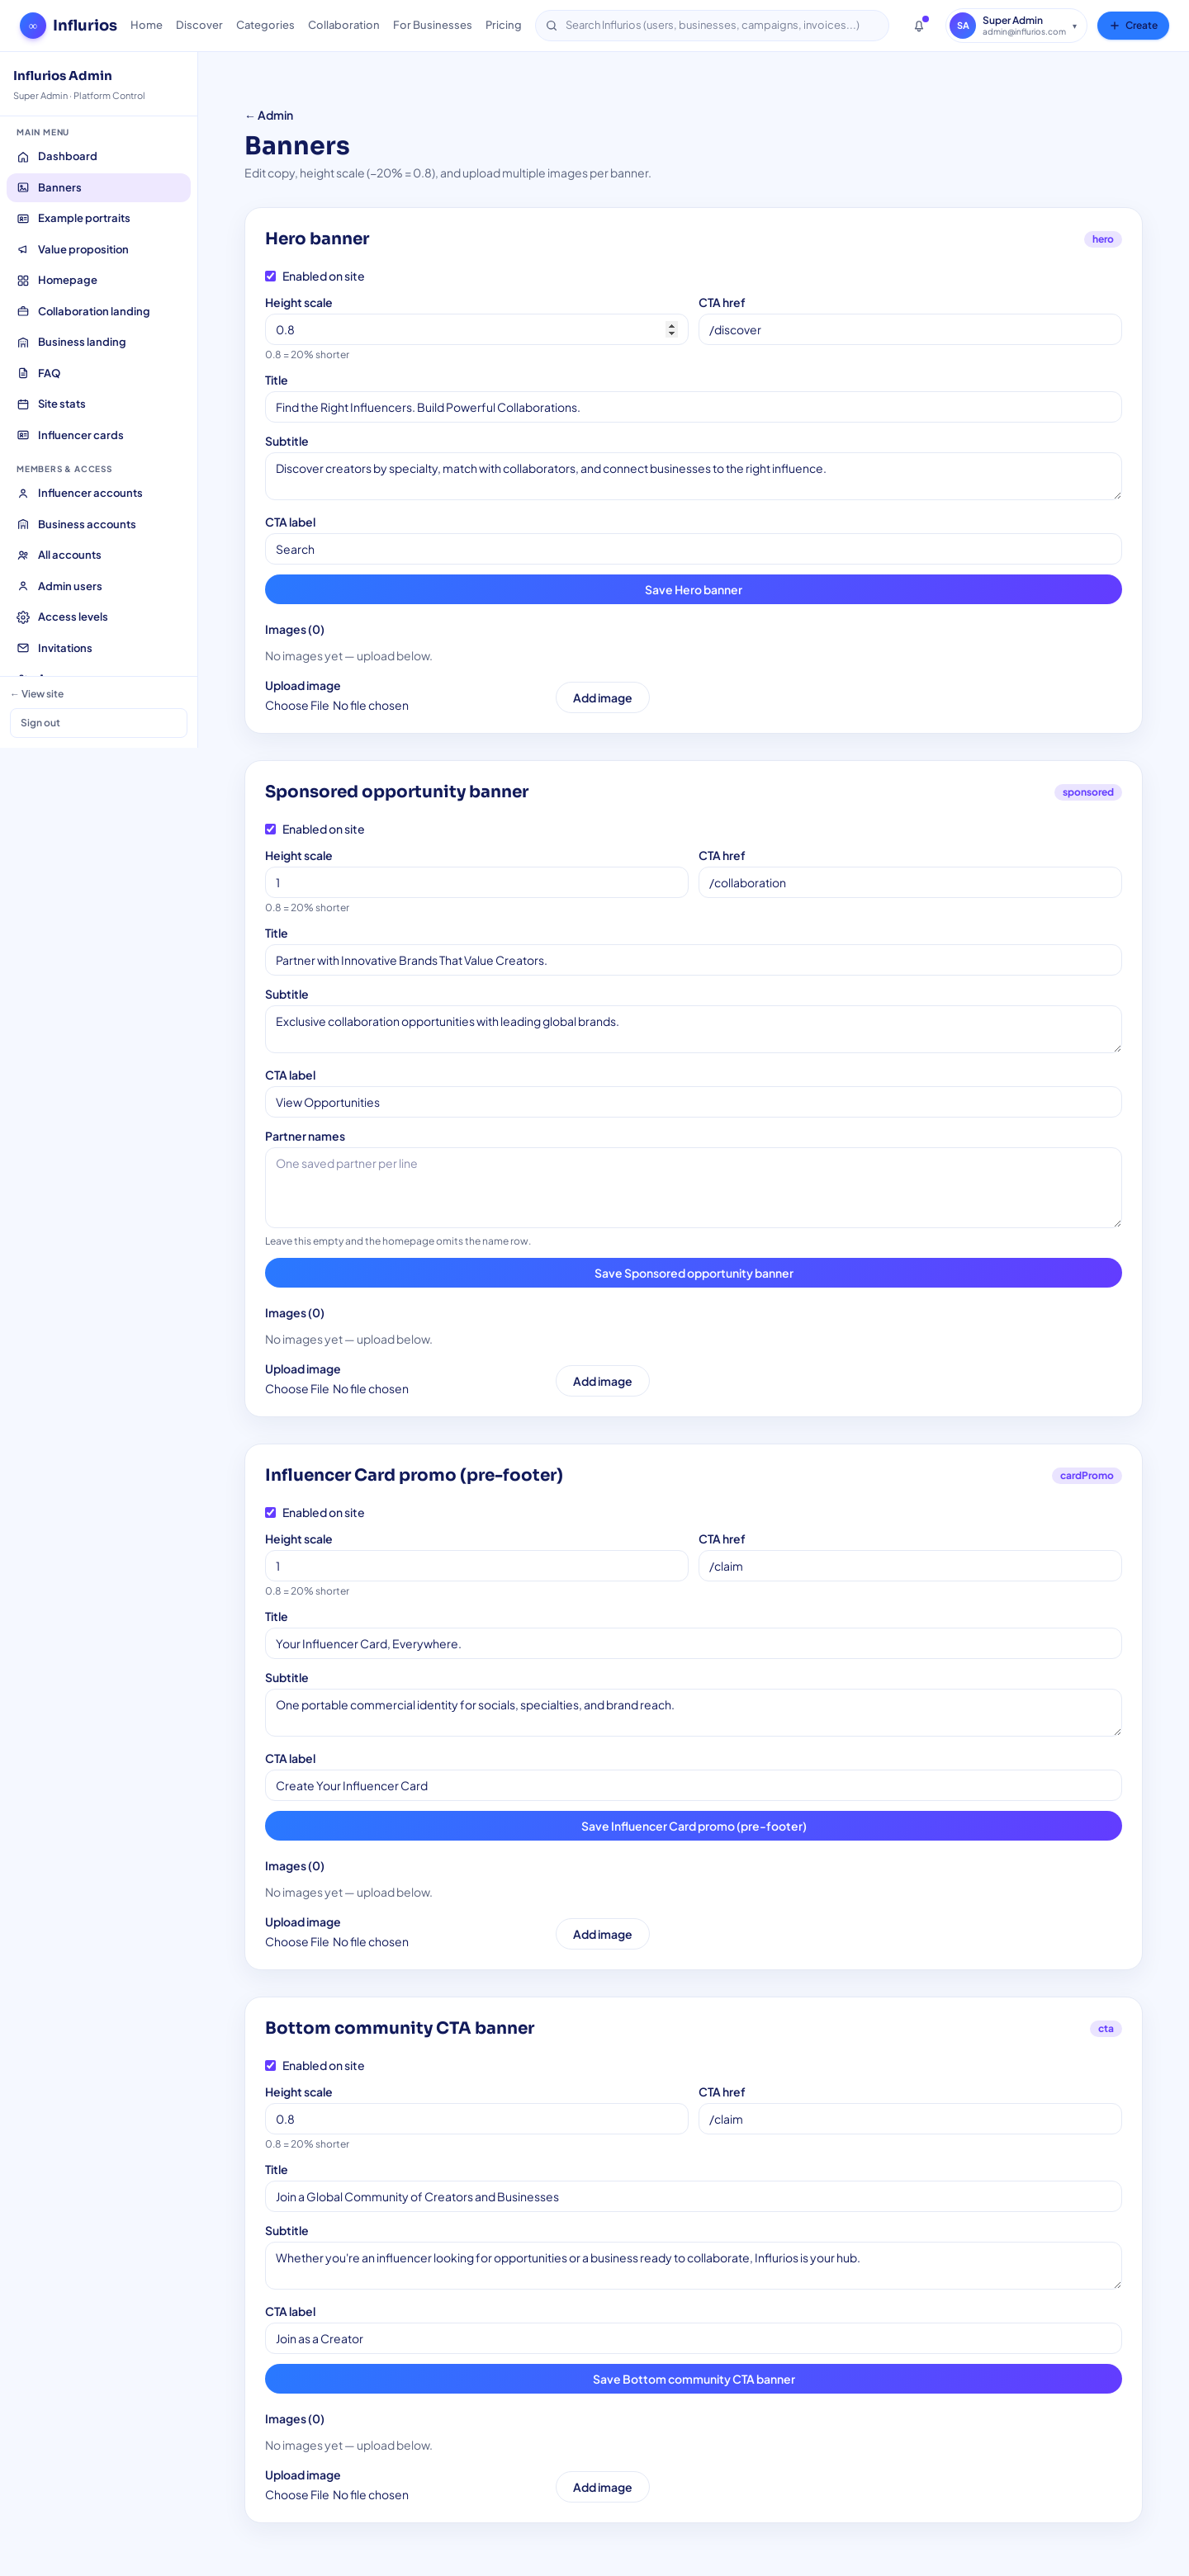 ∞ Influrios Home Discover Categories Collaboration For Businesses Pricing Search Influrios (users, businesses, campaigns, invoices...) SA Super Admin ▾ + Create
admin@influrios.com
Influrios Admin
Super Admin · Platform Control
MAIN MENU
Dashboard
Banners
Example portraits
Value proposition
Homepage
Collaboration landing
Business landing
FAQ
Site stats
Influencer cards
MEMBERS & ACCESS
Influencer accounts
Business accounts
All accounts
Admin users
Access levels
Invitations
← View site
Sign out
← Admin
Banners
Edit copy, height scale (−20% = 0.8), and upload multiple images per banner.
Hero banner hero
Enabled on site
Height scale CTA href
0.8 /discover
0.8 = 20% shorter
Title
Find the Right Influencers. Build Powerful Collaborations.
Subtitle
Discover creators by specialty, match with collaborators, and connect businesses to the right influence.
CTA label
Search
Save Hero banner
Images (0)
No images yet — upload below.
Upload image
Choose File No file chosen Add image
Sponsored opportunity banner sponsored
Enabled on site
Height scale CTA href
1 /collaboration
0.8 = 20% shorter
Title
Partner with Innovative Brands That Value Creators.
Subtitle
Exclusive collaboration opportunities with leading global brands.
CTA label
View Opportunities
Partner names
One saved partner per line
Leave this empty and the homepage omits the name row.
Save Sponsored opportunity banner
Images (0)
No images yet — upload below.
Upload image
Choose File No file chosen Add image
Influencer Card promo (pre-footer) cardPromo
Enabled on site
Height scale CTA href
1 /claim
0.8 = 20% shorter
Title
Your Influencer Card, Everywhere.
Subtitle
One portable commercial identity for socials, specialties, and brand reach.
CTA label
Create Your Influencer Card
Save Influencer Card promo (pre-footer)
Images (0)
No images yet — upload below.
Upload image
Choose File No file chosen Add image
Bottom community CTA banner cta
Enabled on site
Height scale CTA href
0.8 /claim
0.8 = 20% shorter
Title
Join a Global Community of Creators and Businesses
Subtitle
Whether you're an influencer looking for opportunities or a business ready to collaborate, Influrios is your hub.
CTA label
Join as a Creator
Save Bottom community CTA banner
Images (0)
No images yet — upload below.
Upload image
Choose File No file chosen Add image